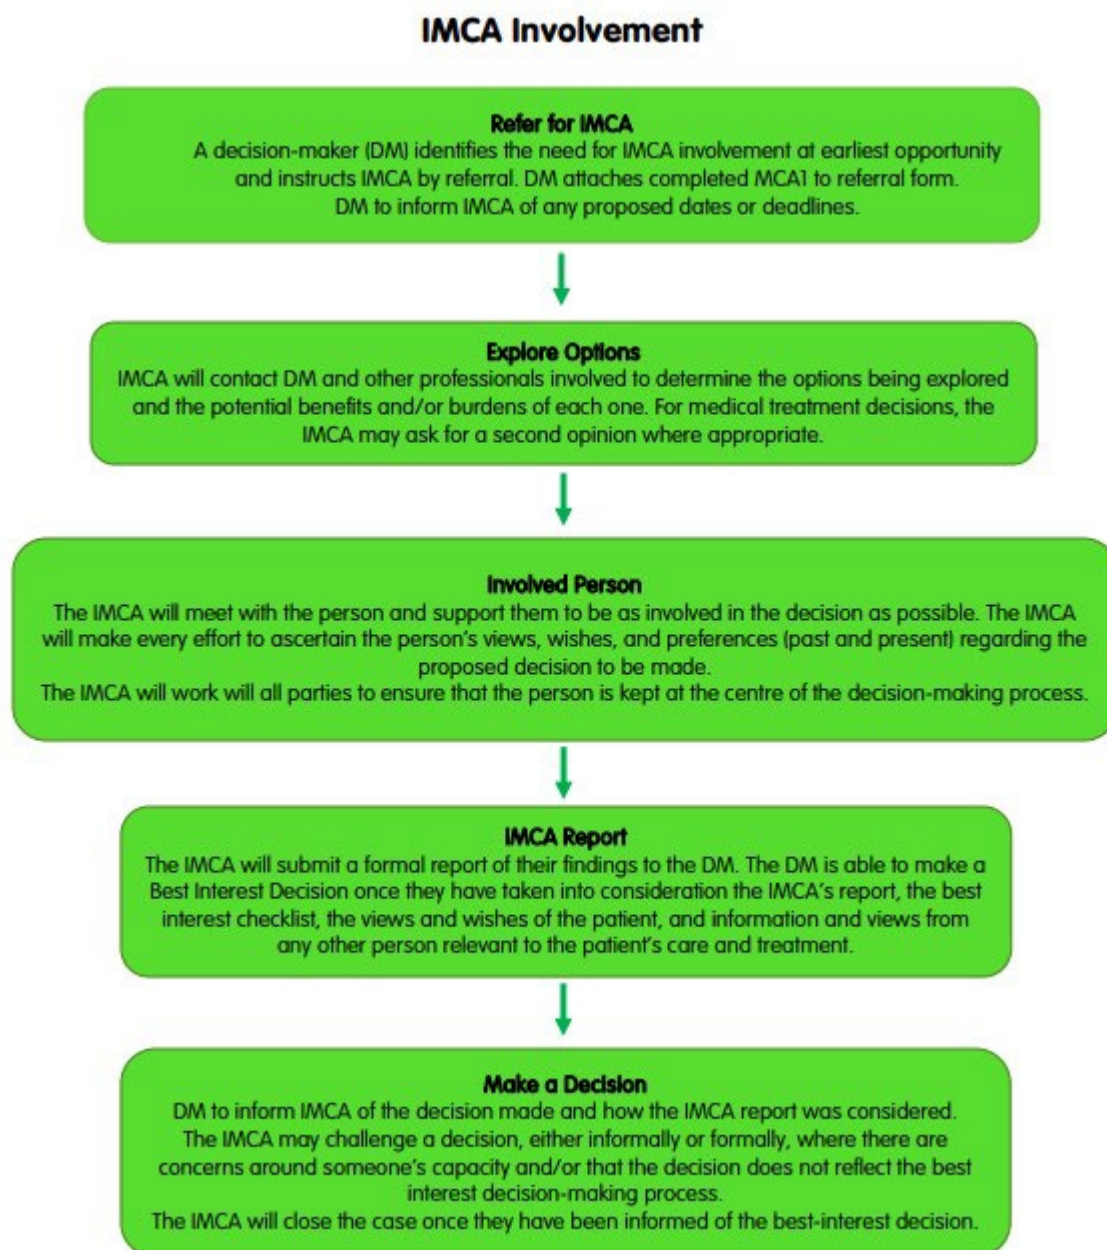 IMCA Involvement
Refer for IMCA
A decision-maker (DM) identifies the need for IMCA involvement at earliest opportunity
and instructs IMCA by referral. DM attaches completed MCA1 to referral form.
DM to inform IMCA of any proposed dates or deadlines.
Explore Options
IMCA will contact DM and other professionals involved to determine the options being explored
and the potential benefits and/or burdens of each one. For medical treatment decisions, the
IMCA may ask for a second opinion where appropriate.
Involved Person
The IMCA will meet with the person and support them to be as involved in the decision as possible. The IMCA
will make every effort to ascertain the person's views, wishes, and preferences (past and present) regarding the
proposed decision to be made.
The IMCA will work will all parties to ensure that the person is kept at the centre of the decision-making process.
IMCA Report
The IMCA will submit a formal report of their findings to the DM. The DM is able to make a
Best Interest Decision once they have taken into consideration the IMCA's report, the best
interest checklist, the views and wishes of the patient, and information and views from
any other person relevant to the patient's care and treatment.
Make a Decision
DM to inform IMCA of the decision made and how the IMCA report was considered.
The IMCA may challenge a decision, either informally or formally, where there are
concerns around someone's capacity and/or that the decision does not reflect the best
interest decision-making process.
The IMCA will close the case once they have been informed of the best-interest decision.